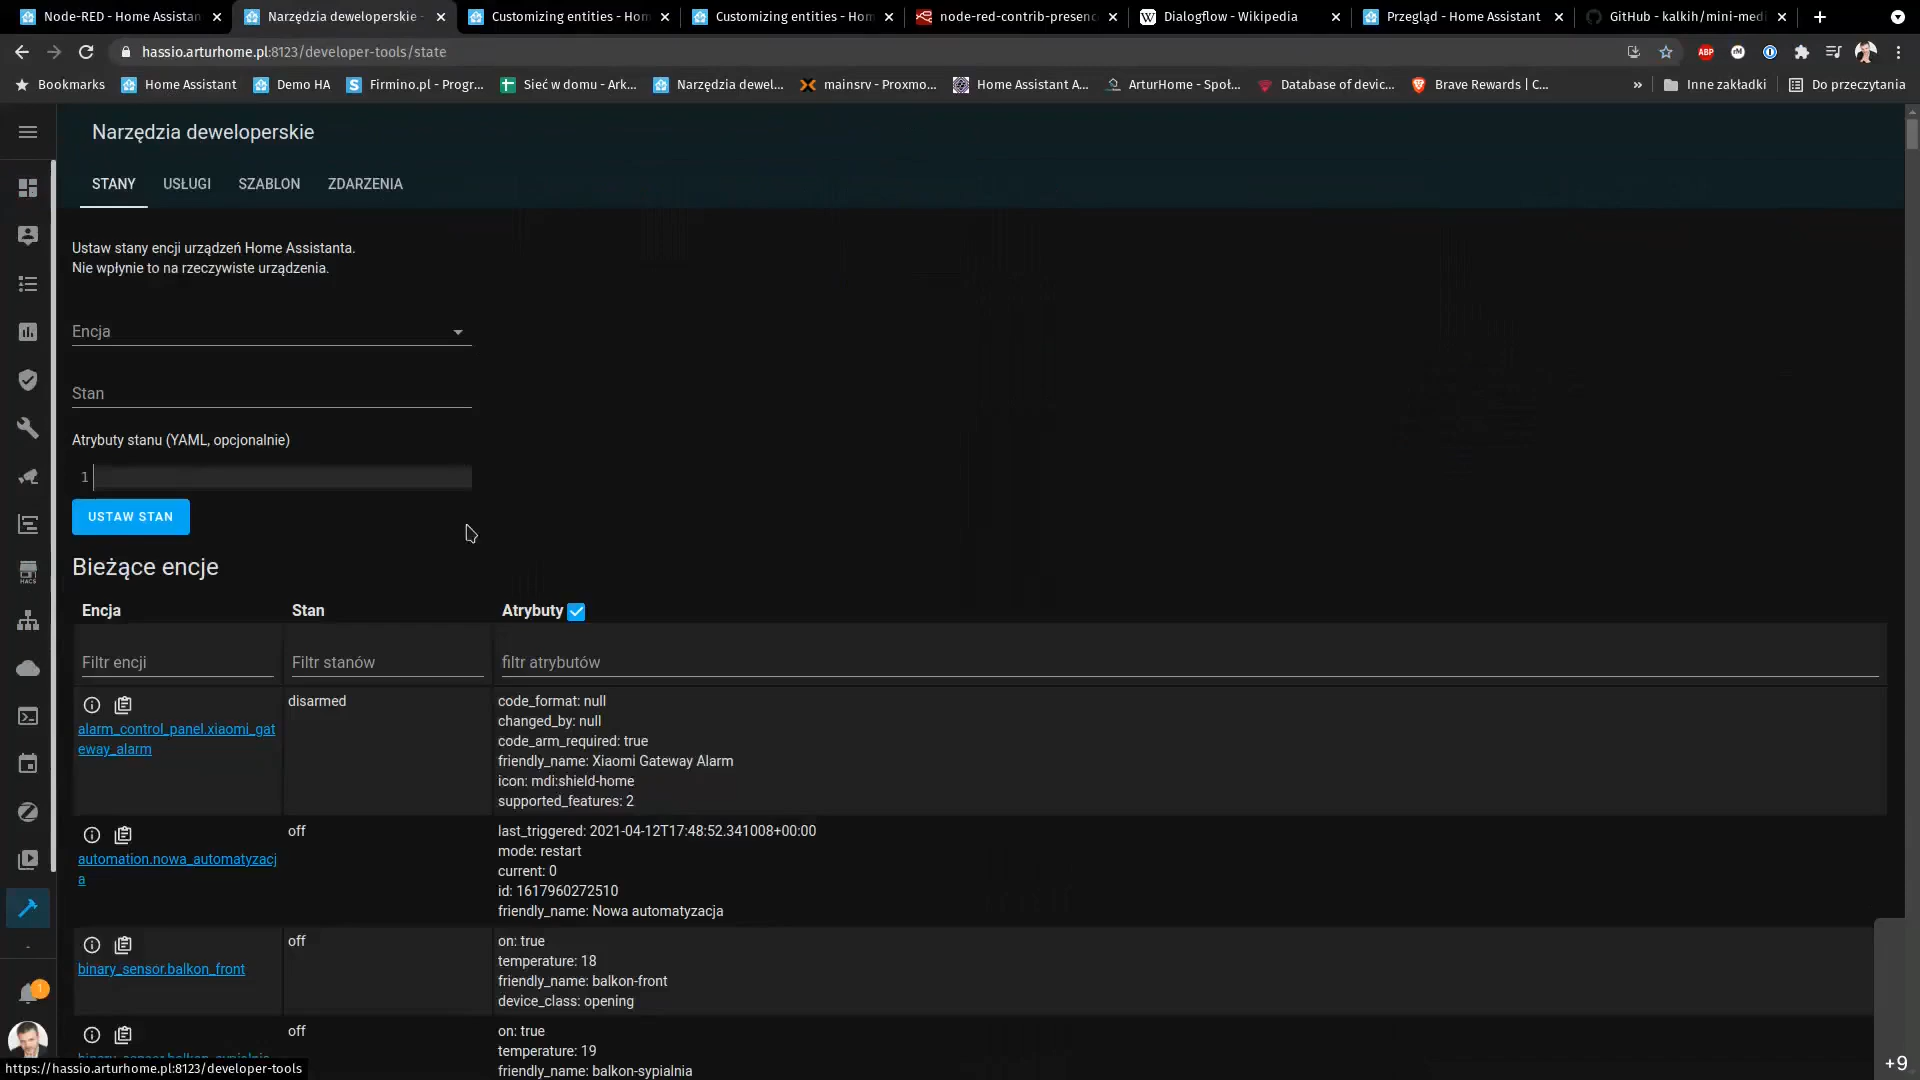 Node-RED - Home Assistan
Narzędzia deweloperskie -
Customizing entities - Hom
Customizing entities - Hom
node-red-contrib-presenc
Dialogflow - Wikipedia
Przegląd - Home Assistant
GitHub - kalkih/mini-med
hassio.arturhome.pl:8123/developer-tools/state
ABP
Bookmarks
Home Assistant
Demo HA
Firmino.pl - Progr...
Sieć w domu - Ark...
Narzędzia dewel...
mainsrv - Proxmo...
Home Assistant A...
ArturHome - Społ...
Database of devic...
Brave Rewards | C...
»
Inne zakładki
Do przeczytania
Narzędzia deweloperskie
STANY
USŁUGI
SZABLON
ZDARZENIA
Ustaw stany encji urządzeń Home Assistanta.
Nie wpłynie to na rzeczywiste urządzenia.
Encja
Stan
Atrybuty stanu (YAML, opcjonalnie)
1
USTAW STAN
Bieżące encje
Encja
Stan
Atrybuty
Filtr encji
Filtr stanów
filtr atrybutów
alarm_control_panel.xiaomi_gat
eway_alarm
disarmed
code_format: null
changed_by: null
code_arm_required: true
friendly_name: Xiaomi Gateway Alarm
icon: mdi:shield-home
supported_features: 2
automation.nowa_automatyzacj
a
off
last_triggered: 2021-04-12T17:48:52.341008+00:00
mode: restart
current: 0
id: 1617960272510
friendly_name: Nowa automatyzacja
binary_sensor.balkon_front
off
on: true
temperature: 18
friendly_name: balkon-front
device_class: opening
off
on: true
temperature: 19
friendly_name: balkon-sypialnia
HACS
1
https://hassio.arturhome.pl:8123/developer-tools
+9